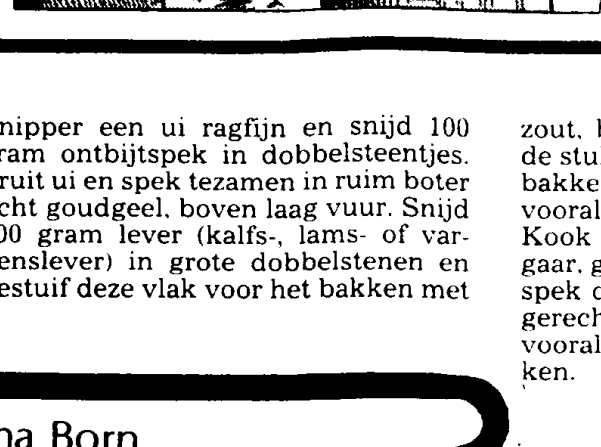 nipper een ui ragfijn en snijd 100
ram ontbijtspek in dobbelsteentjes.
ruit ui en spek tezamen in ruim boter
cht goudgeel, boven laag vuur. Snijd
00 gram lever (kalfs-, lams- of var-
enslever) in grote dobbelstenen en
estuif deze vlak voor het bakken met
zout, b
de stul
bakke
vooral
Kook
gaar, g
spek o
gerech
vooral
ken.
na Born